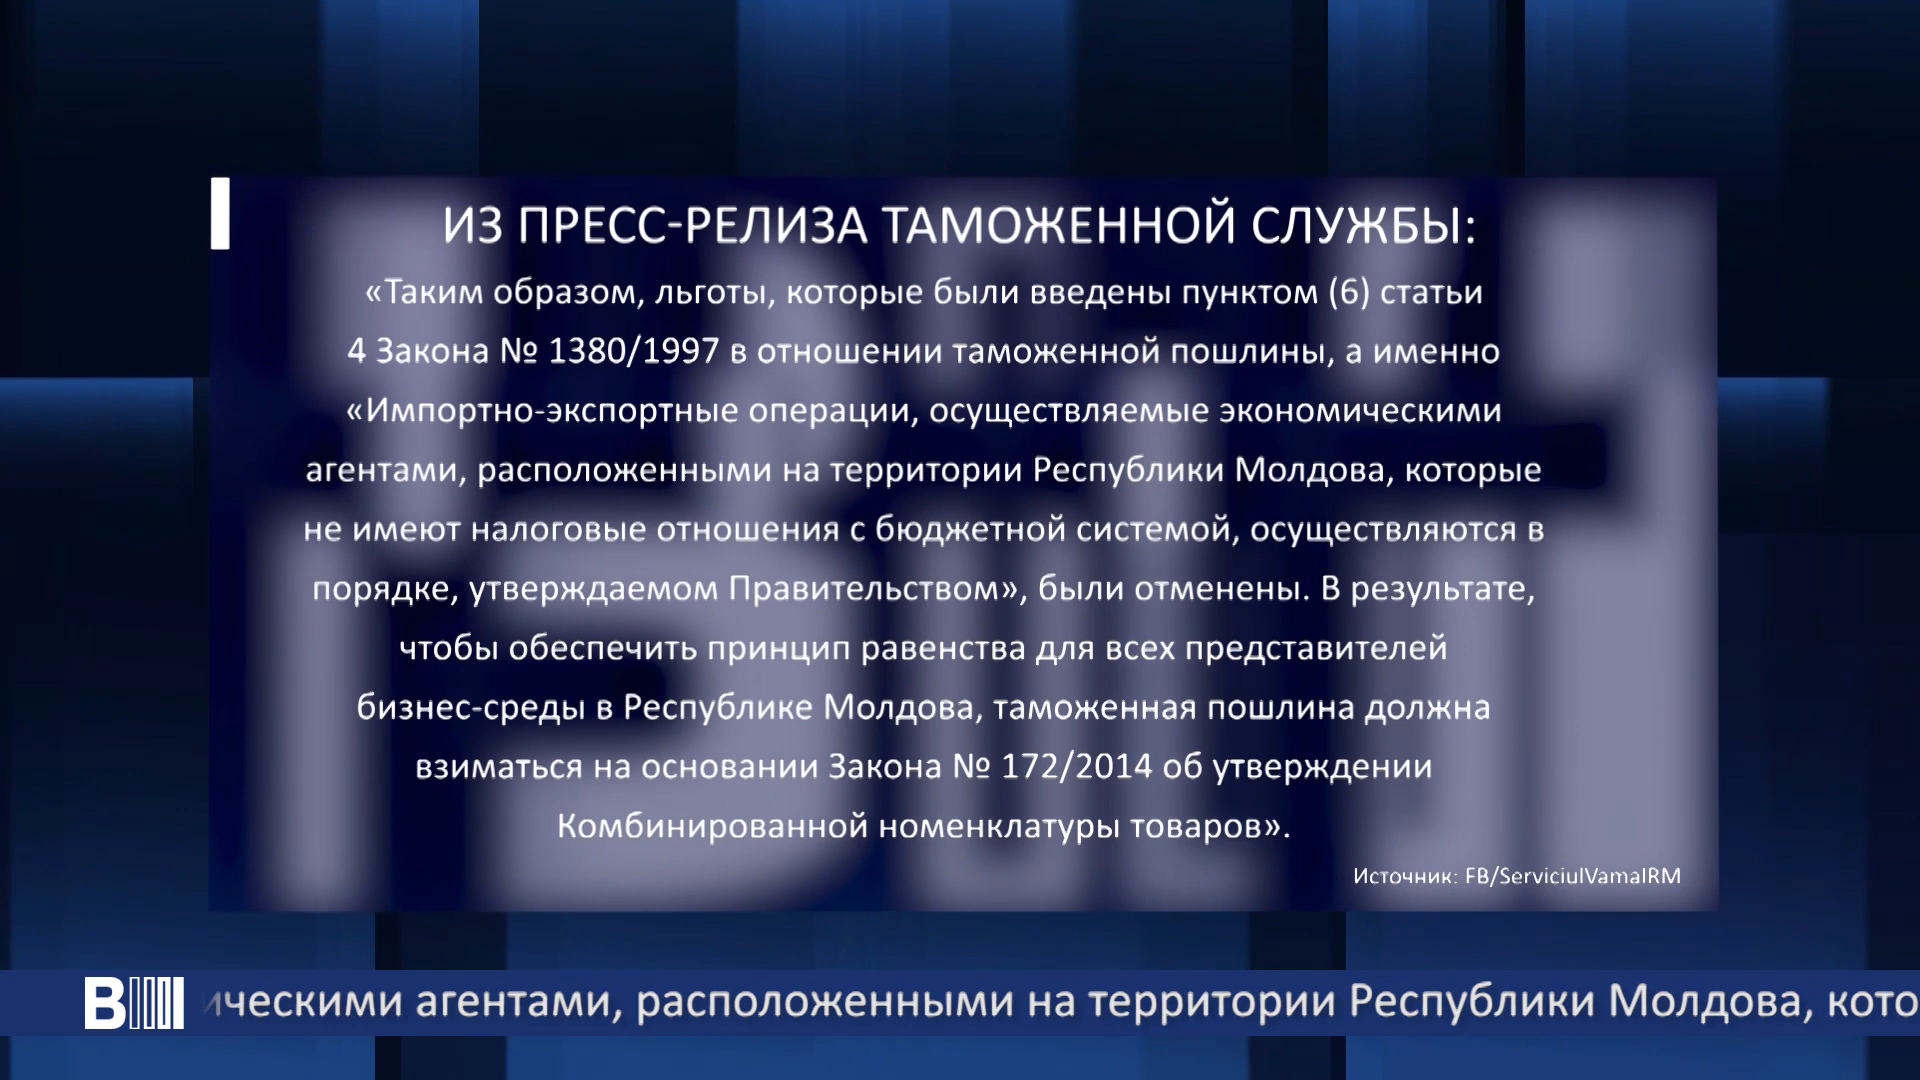 ИЗ ПРЕСС-РЕЛИЗА ТАМОЖЕННОЙ СЛУЖБЫ:
«Таким образом, льготы, которые были введены пунктом (6) статьи
4 Закона № 1380/1997 в отношении таможенной пошлины, а именно
«Импортно-экспортные операции, осуществляемые экономическими
агентами, расположенными на территории Республики Молдова, которые
не имеют налоговые отношения с бюджетной системой, осуществляются в
порядке, утверждаемом Правительством», были отменены. В результате,
чтобы обеспечить принцип равенства для всех представителей
бизнес-среды в Республике Молдова, таможенная пошлина должна
взиматься на основании Закона № 172/2014 об утверждении
Комбинированной номенклатуры товаров».
Источник: FB/ServiciulVamalRM
В ическими агентами, расположенными на территории Республики Молдова, кото